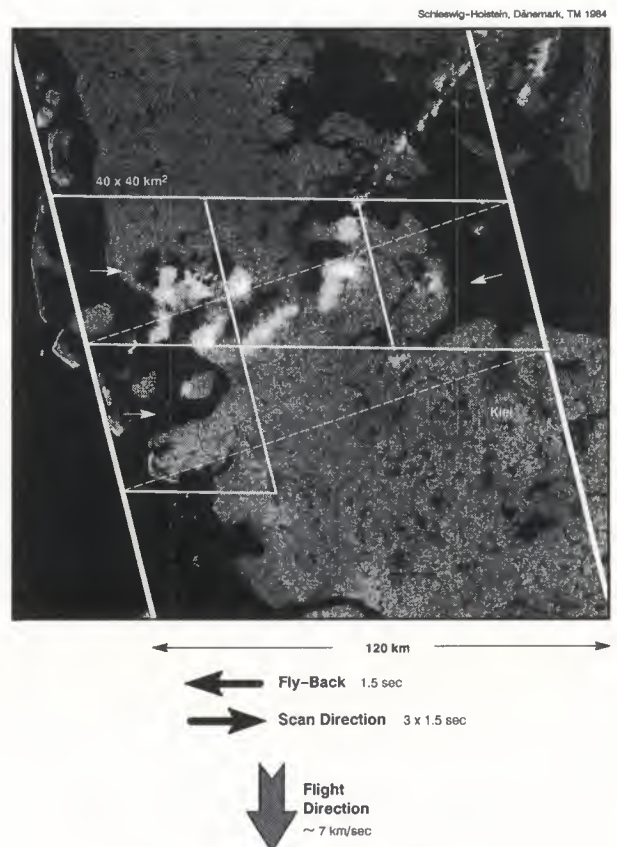 Schleswig-Holstein, Dänemark, TM 1984
40 x 40 km²
Kiel
120 km
Fly-Back 1.5 sec
Scan Direction 3 x 1.5 sec
Flight
Direction
~ 7 km/sec